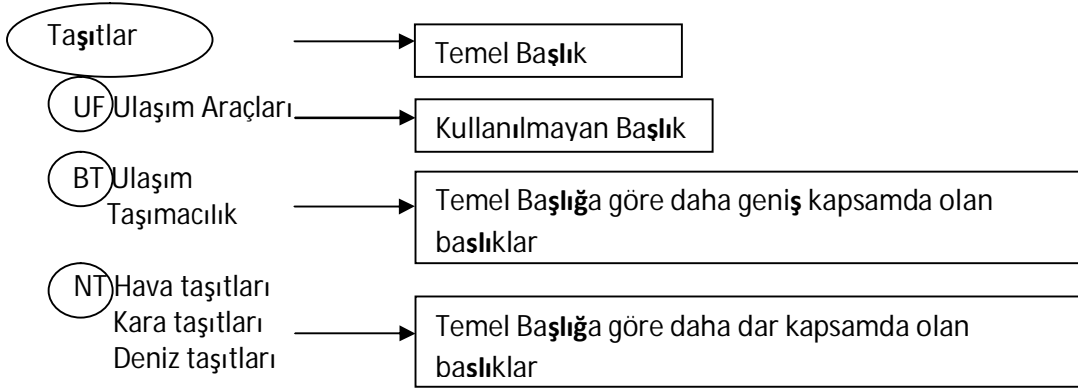 Taşıtlar
Temel Başlık
UF Ulaşım Araçları
Kullanılmayan Başlık
BT Ulaşım
Taşımacılık
Temel Başlığa göre daha geniş kapsamda olan
başlıklar
NT Hava taşıtları
Kara taşıtları
Deniz taşıtları
Temel Başlığa göre daha dar kapsamda olan
baslıklar